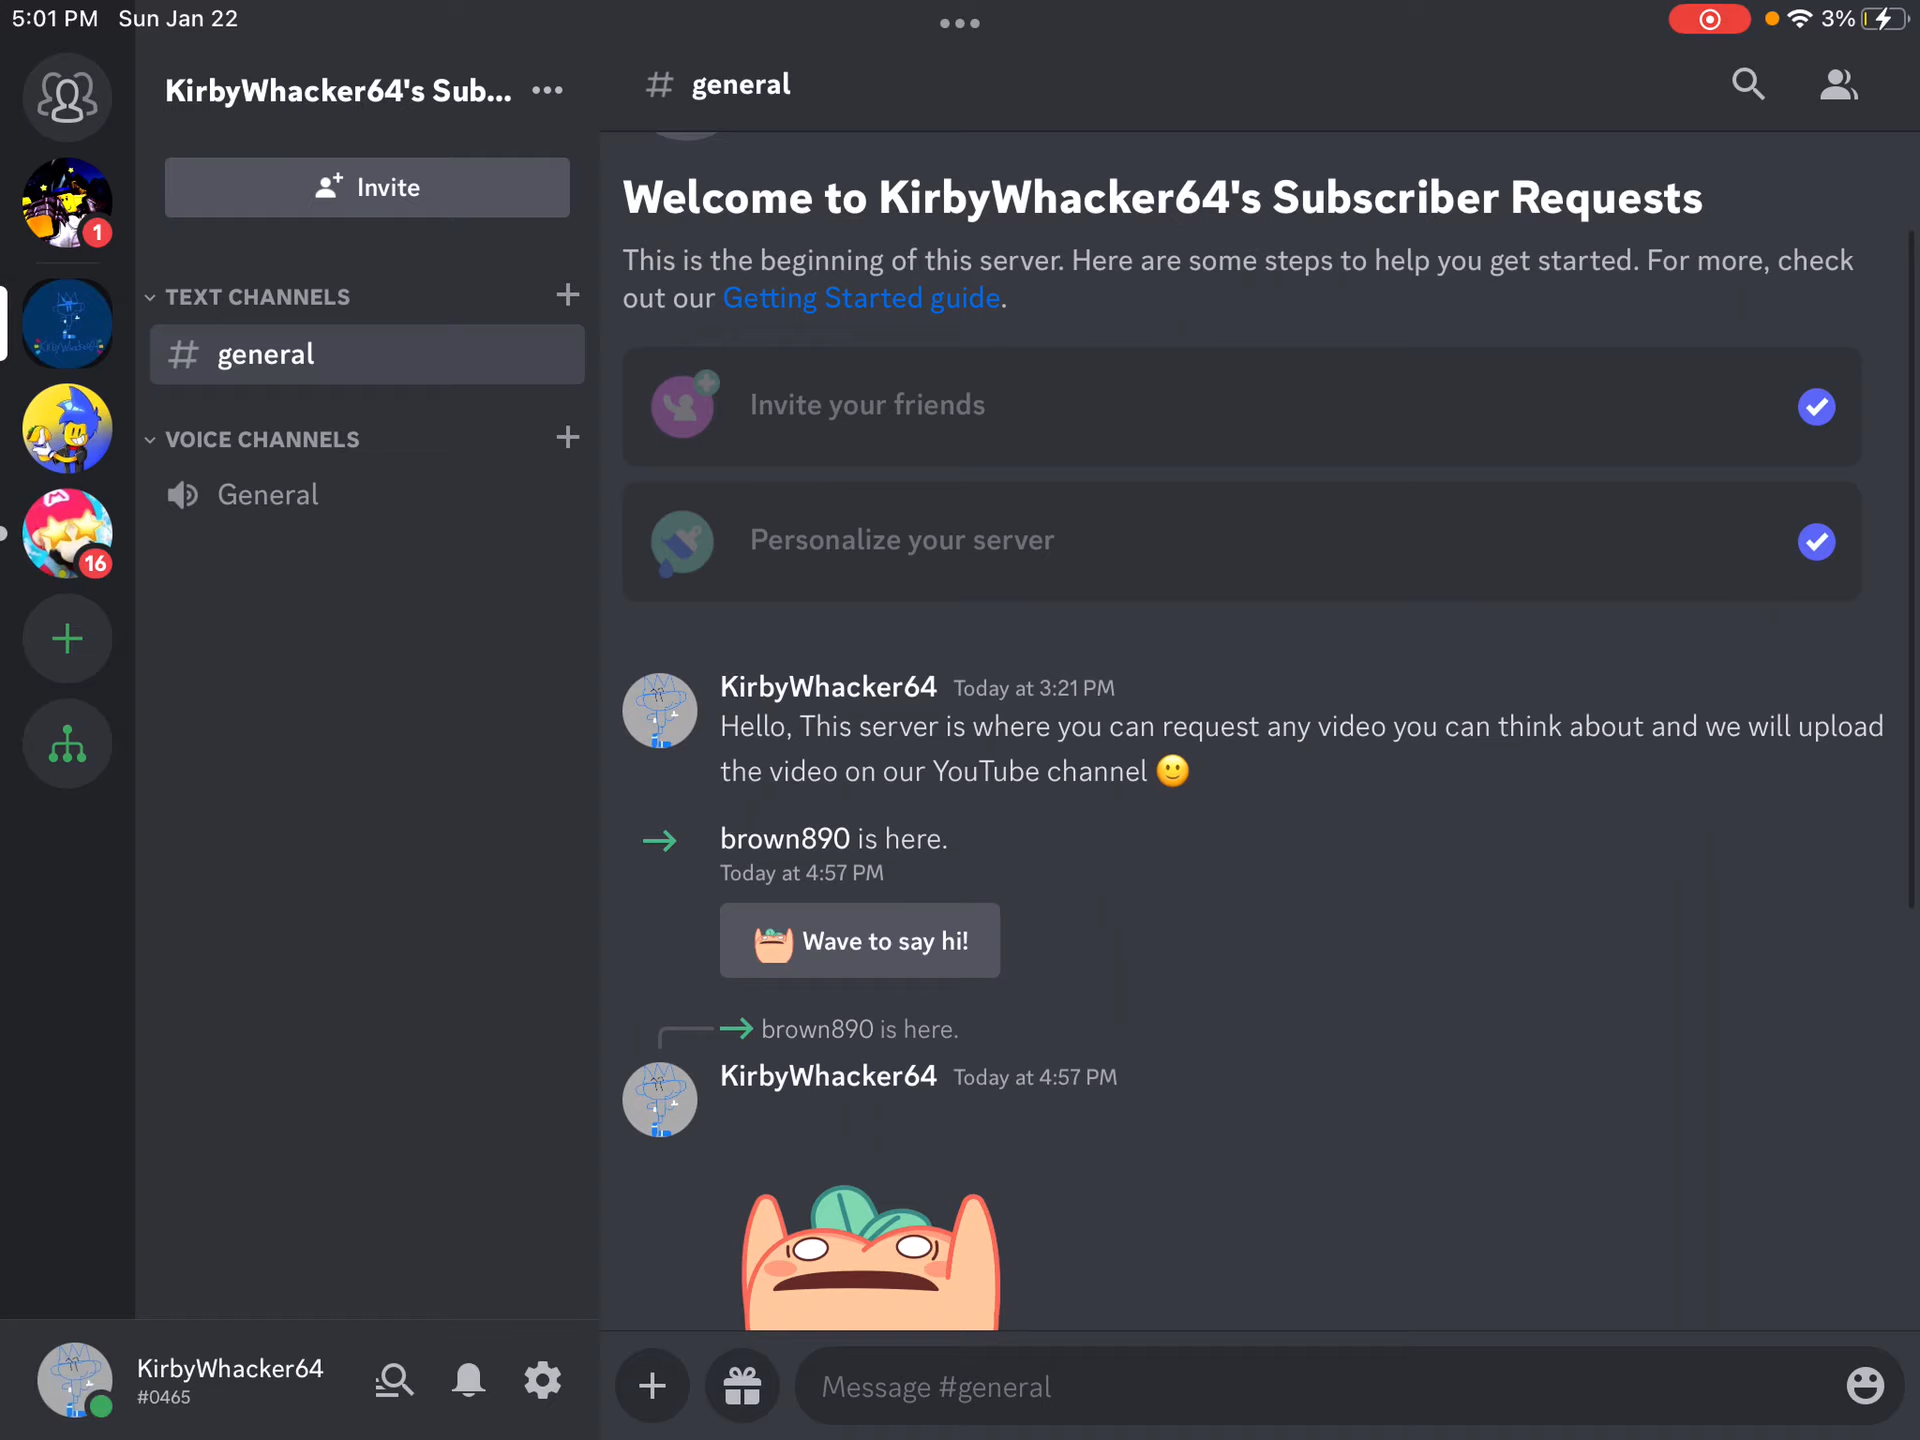 5:01 PM Sun Jan 22
3%
1
16
KirbyWhacker64's Sub...
Invite
TEXT CHANNELS
general
VOICE CHANNELS
General
KirbyWhacker64
#0465
# general
Welcome to KirbyWhacker64's Subscriber Requests
This is the beginning of this server. Here are some steps to help you get started. For more, check
out our Getting Started guide.
Invite your friends
Personalize your server
KirbyWhacker64 Today at 3:21 PM
Hello, This server is where you can request any video you can think about and we will upload
the video on our YouTube channel 🙂
brown890 is here.
Today at 4:57 PM
Wave to say hi!
brown890 is here.
KirbyWhacker64 Today at 4:57 PM
Message #general